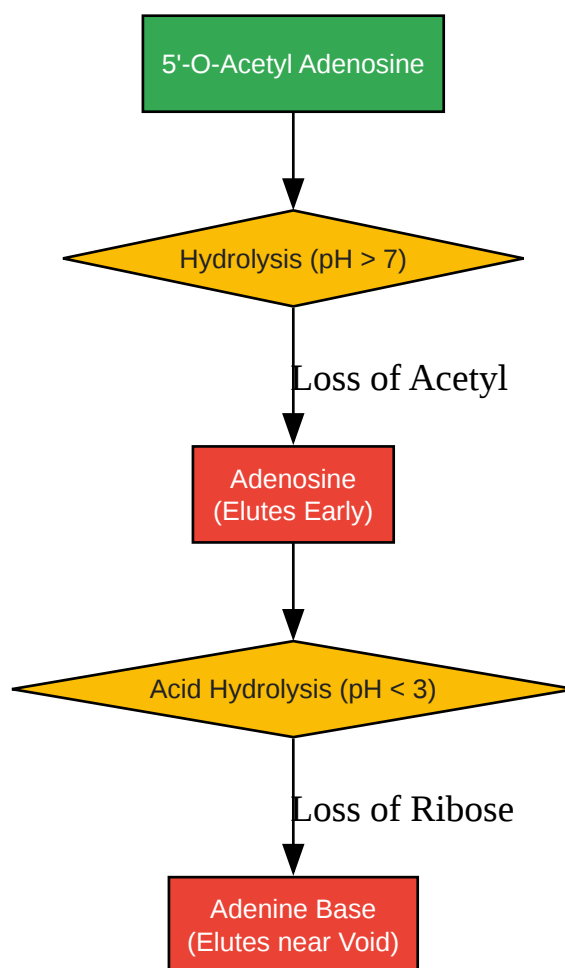 5'-O-Acetyl Adenosine
Hydrolysis (pH > 7)
Loss of Acetyl
Adenosine
(Elutes Early)
Acid Hydrolysis (pH < 3)
Loss of Ribose
Adenine Base
(Elutes near Void)